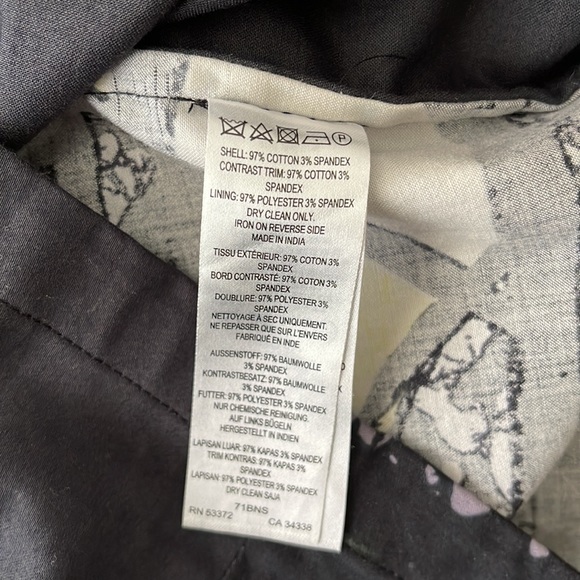 P
SHELL: 97% COTTON 3% SPANDEX
CONTRAST TRIM: 97% COTTON 3%
SPANDEX
LINING: 97% POLYESTER 3% SPANDEX
DRY CLEAN ONLY.
IRON ON REVERSE SIDE
MADE IN INDIA
TISSU EXTÉRIEUR: 97% COTON 3%
SPANDEX
BORD CONTRASTÉ: 97% COTON 3%
SPANDEX
DOUBLURE: 97% POLYESTER 3%
SPANDEX
NETTOYAGE À SEC UNIQUEMENT.
NE REPASSER QUE SUR L'ENVERS
FABRIQUÉ EN INDE
AUSSENSTOFF: 97% BAUMWOLLE
3% SPANDEX
KONTRASTBESATZ: 97% BAUMWOLLE
3% SPANDEX
FUTTER: 97% POLYESTER 3% SPANDEX
NUR CHEMISCHE REINIGUNG.
AUF LINKS BÜGELN
HERGESTELLT IN INDIEN
LAPISAN LUAR: 97% KAPAS 3% SPANDEX
TRIM KONTRAS: 97% KAPAS 3%
SPANDEX
LAPISAN: 97% POLYESTER 3% SPANDEX
DRY CLEAN SAJA
71BNS
RN 53372 CA 34338